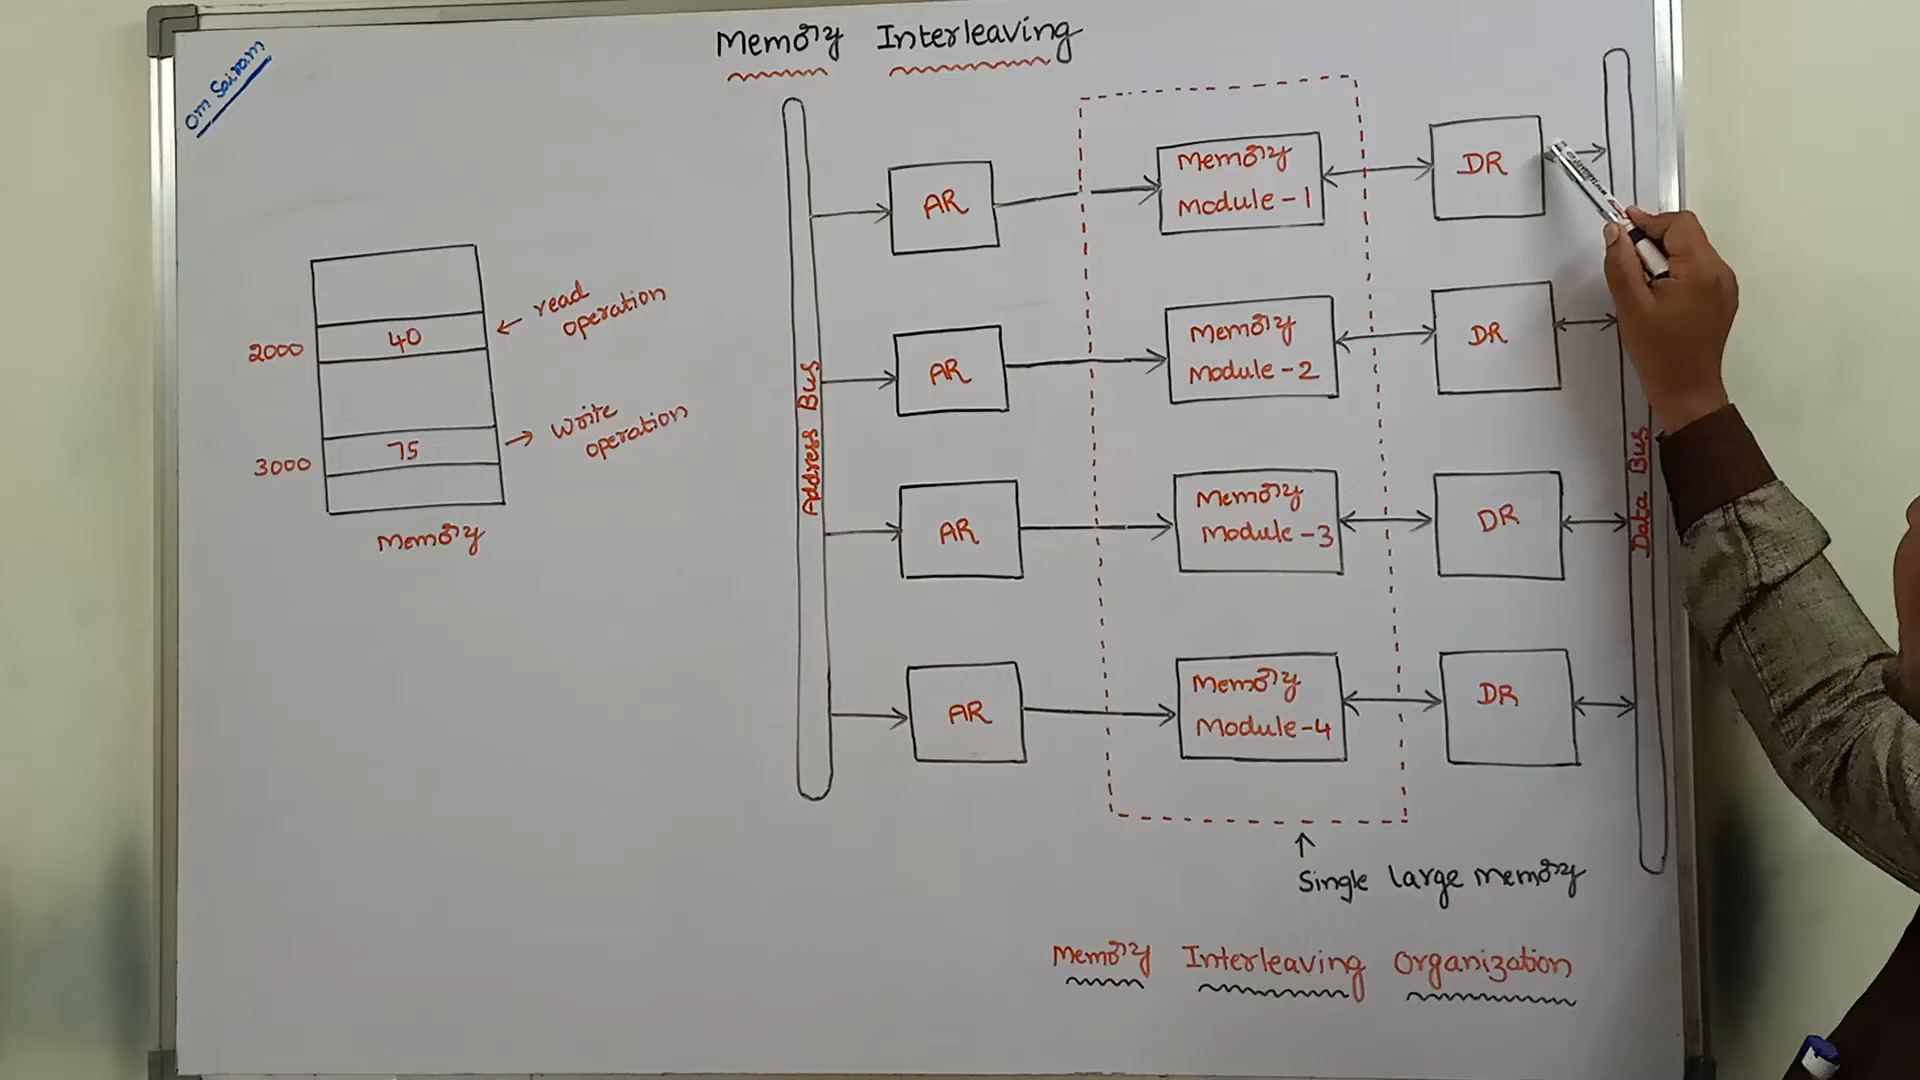 Om Sairam
Memory Interleaving
2000
40
← read
operation
3000
75
→ write
operation
Memory
Address Bus
AR
Memory
Module-1
DR
AR
Memory
Module-2
DR
AR
Memory
Module-3
DR
AR
Memory
Module-4
DR
Data Bus
↑
Single large memory
Memory Interleaving Organization